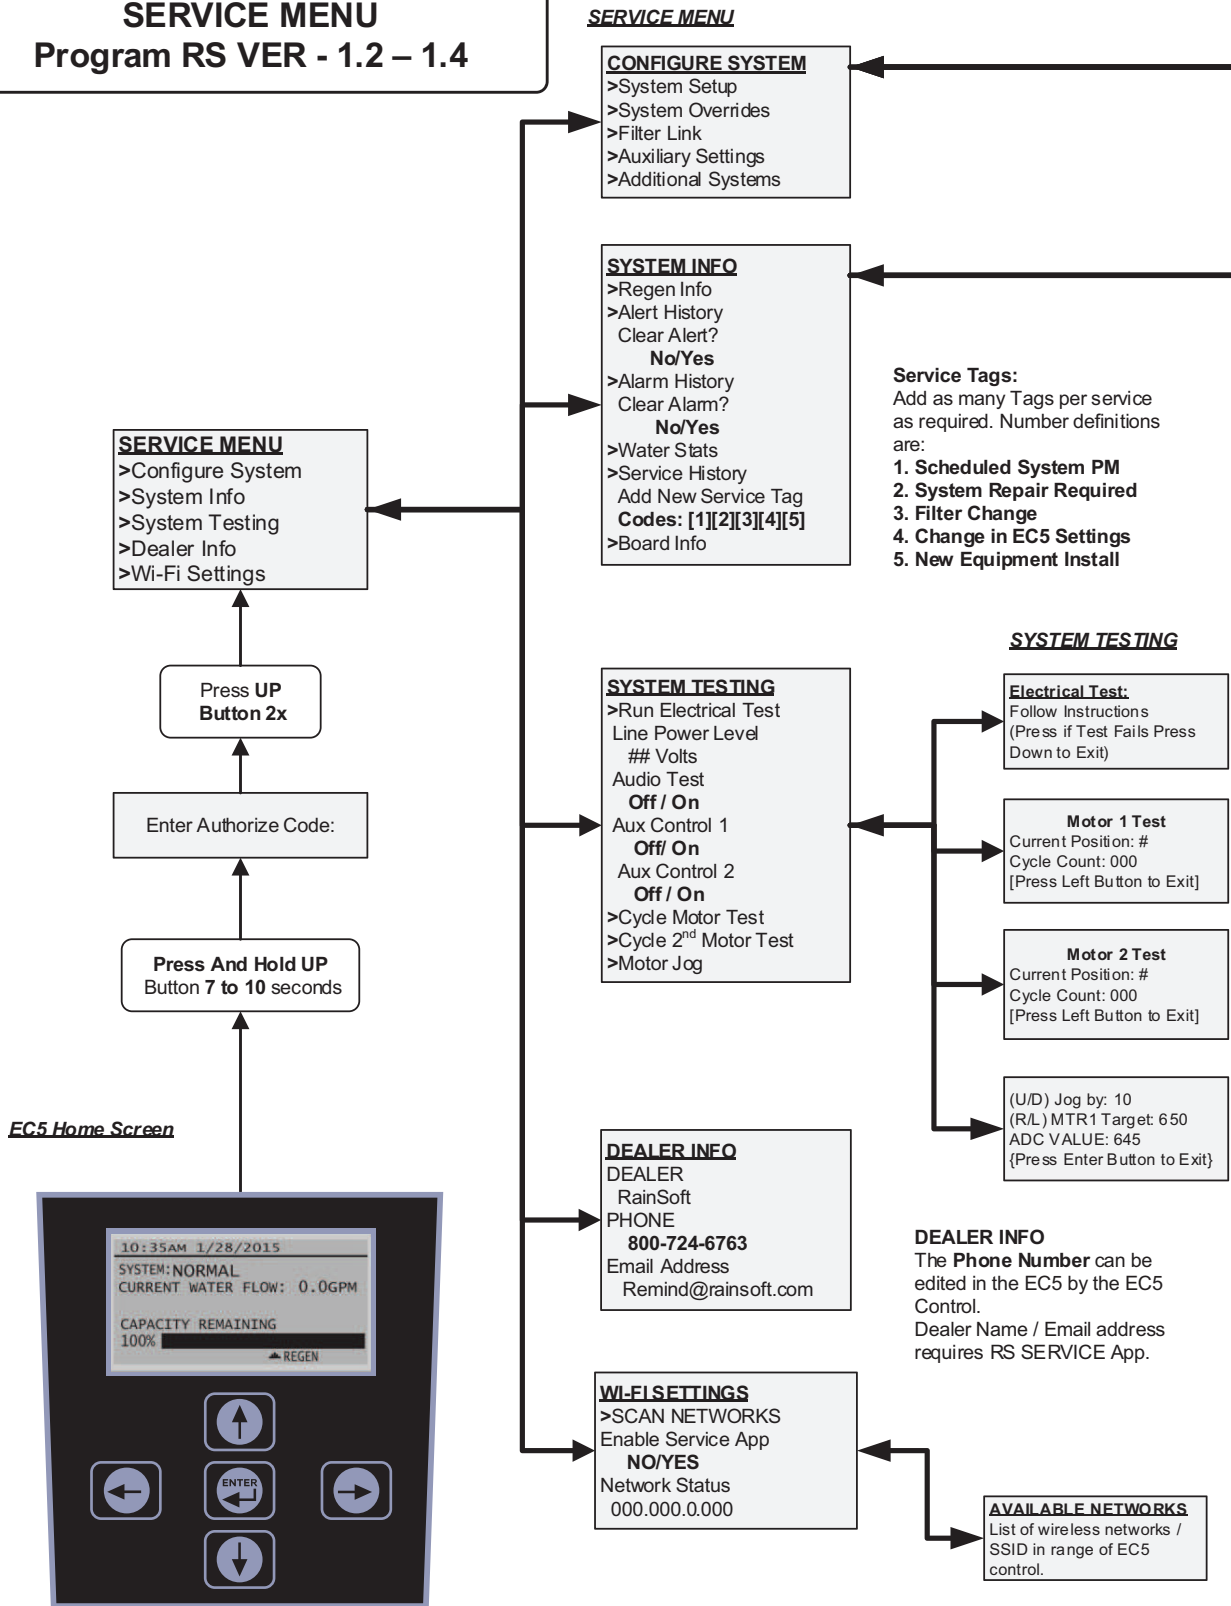 SERVICE MENU
Program RS VER - 1.2 – 1.4
SERVICE MENU
CONFIGURE SYSTEM
>System Setup
>System Overrides
>Filter Link
>Auxiliary Settings
>Additional Systems
SYSTEM INFO
>Regen Info
>Alert History
Clear Alert?
No/Yes
>Alarm History
Clear Alarm?
No/Yes
>Water Stats
>Service History
Add New Service Tag
Codes: [1][2][3][4][5]
>Board Info
Service Tags:
Add as many Tags per service
as required. Number definitions
are:
1. Scheduled System PM
2. System Repair Required
3. Filter Change
4. Change in EC5 Settings
5. New Equipment Install
SERVICE MENU
>Configure System
>System Info
>System Testing
>Dealer Info
>Wi-Fi Settings
Press UP
Button 2x
Enter Authorize Code:
Press And Hold UP
Button 7 to 10 seconds
SYSTEM TESTING
>Run Electrical Test
Line Power Level
## Volts
Audio Test
Off / On
Aux Control 1
Off/ On
Aux Control 2
Off / On
>Cycle Motor Test
>Cycle 2nd Motor Test
>Motor Jog
SYSTEM TESTING
Electrical Test:
Follow Instructions
(Press if Test Fails Press
Down to Exit)
Motor 1 Test
Current Position: #
Cycle Count: 000
[Press Left Button to Exit]
Motor 2 Test
Current Position: #
Cycle Count: 000
[Press Left Button to Exit]
(U/D) Jog by: 10
(R/L) MTR1 Target: 650
ADC VALUE: 645
{Press Enter Button to Exit}
DEALER INFO
DEALER
RainSoft
PHONE
800-724-6763
Email Address
Remind@rainsoft.com
DEALER INFO
The Phone Number can be
edited in the EC5 by the EC5
Control.
Dealer Name / Email address
requires RS SERVICE App.
WI-FI SETTINGS
>SCAN NETWORKS
Enable Service App
NO/YES
Network Status
000.000.0.000
AVAILABLE NETWORKS
List of wireless networks /
SSID in range of EC5
control.
EC5 Home Screen
10:35AM 1/28/2015
SYSTEM: NORMAL
CURRENT WATER FLOW: 0.0GPM
CAPACITY REMAINING
100%
REGEN
ENTER